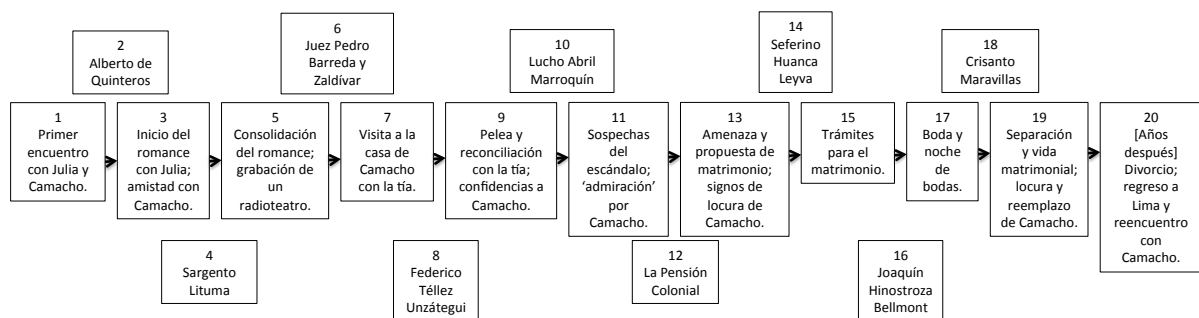 2
Alberto de
Quinteros
6
Juez Pedro
Barreda y
Zaldívar
10
Lucho Abril
Marroquín
14
Seferino
Huanca
Leyva
18
Crisanto
Maravillas
1
Primer
encuentro
con Julia y
Camacho.
3
Inicio del
romance
con Julia;
amistad con
Camacho.
5
Consolidación
del romance;
grabación de
un
radioteatro.
7
Visita a la
casa de
Camacho
con la tía.
9
Pelea y
reconciliación
con la tía;
confidencias a
Camacho.
11
Sospechas
del
escándalo;
‘admiración’
por
Camacho.
13
Amenaza y
propuesta de
matrimonio;
signos de
locura de
Camacho.
15
Trámites
para el
matrimonio.
17
Boda y
noche
de
bodas.
19
Separación
y vida
matrimonial;
locura y
reemplazo
de Camacho.
20
[Años
después]
Divorcio;
regreso a
Lima y
reencuentro
con
Camacho.
4
Sargento
Lituma
8
Federico
Téllez
Unzátegui
12
La Pensión
Colonial
16
Joaquín
Hinostroza
Bellmont